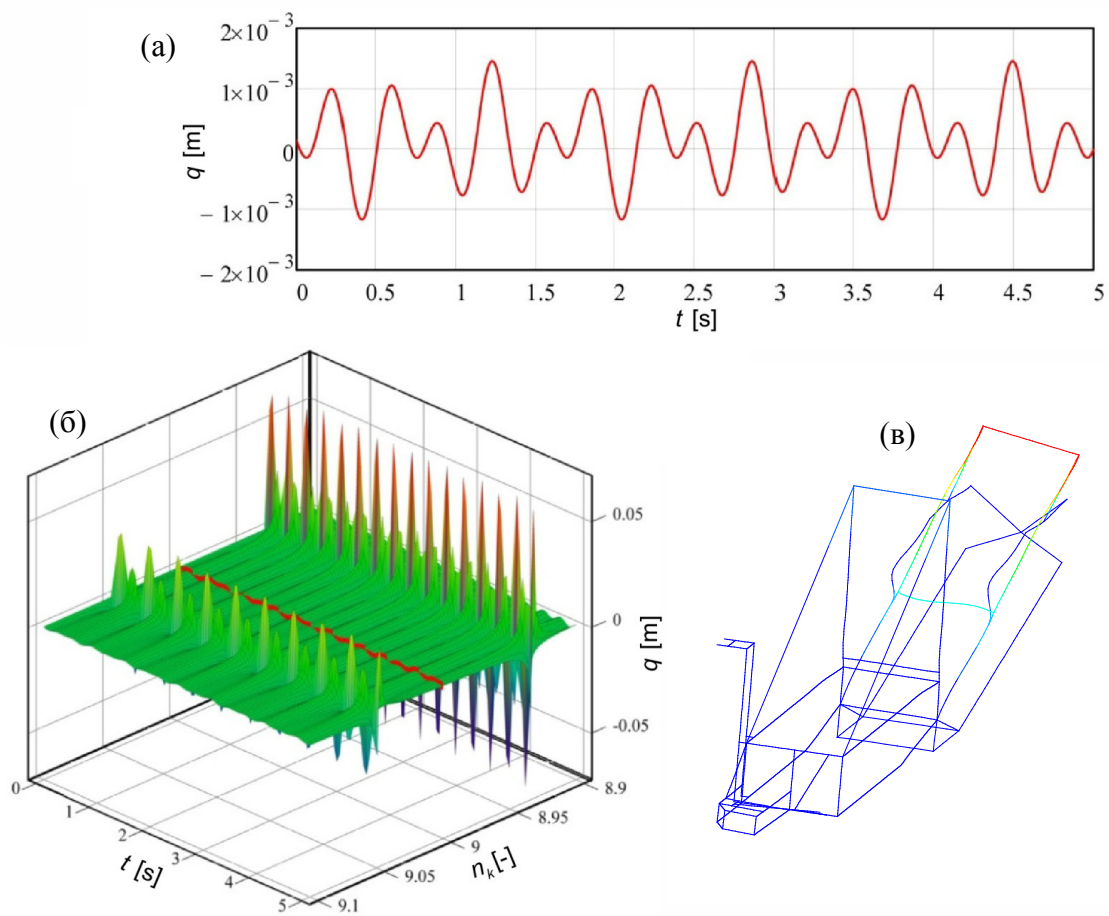 (а)
2×10⁻³
1×10⁻³
0
– 1×10⁻³
– 2×10⁻³
q [m]
0 0.5 1 1.5 2 2.5 3 3.5 4 4.5 5
t [s]
(б)
0.05
0
-0.05
q [m]
0 1 2 3 4 5
t [s]
8.9
8.95
9
9.05
9.1
nₖ[-]
(в)